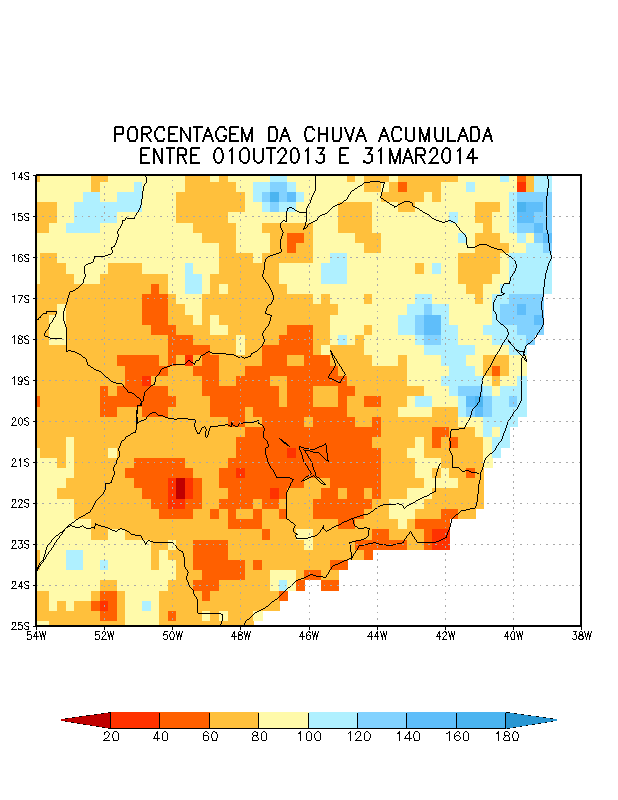 PORCENTAGEM DA CHUVA ACUMULADA
ENTRE 01OUT2013 E 31MAR2014
14S
15S
16S
17S
18S
19S
20S
21S
22S
23S
24S
25S
54W 52W 50W 48W 46W 44W 42W 40W 38W
20 40 60 80 100 120 140 160 180